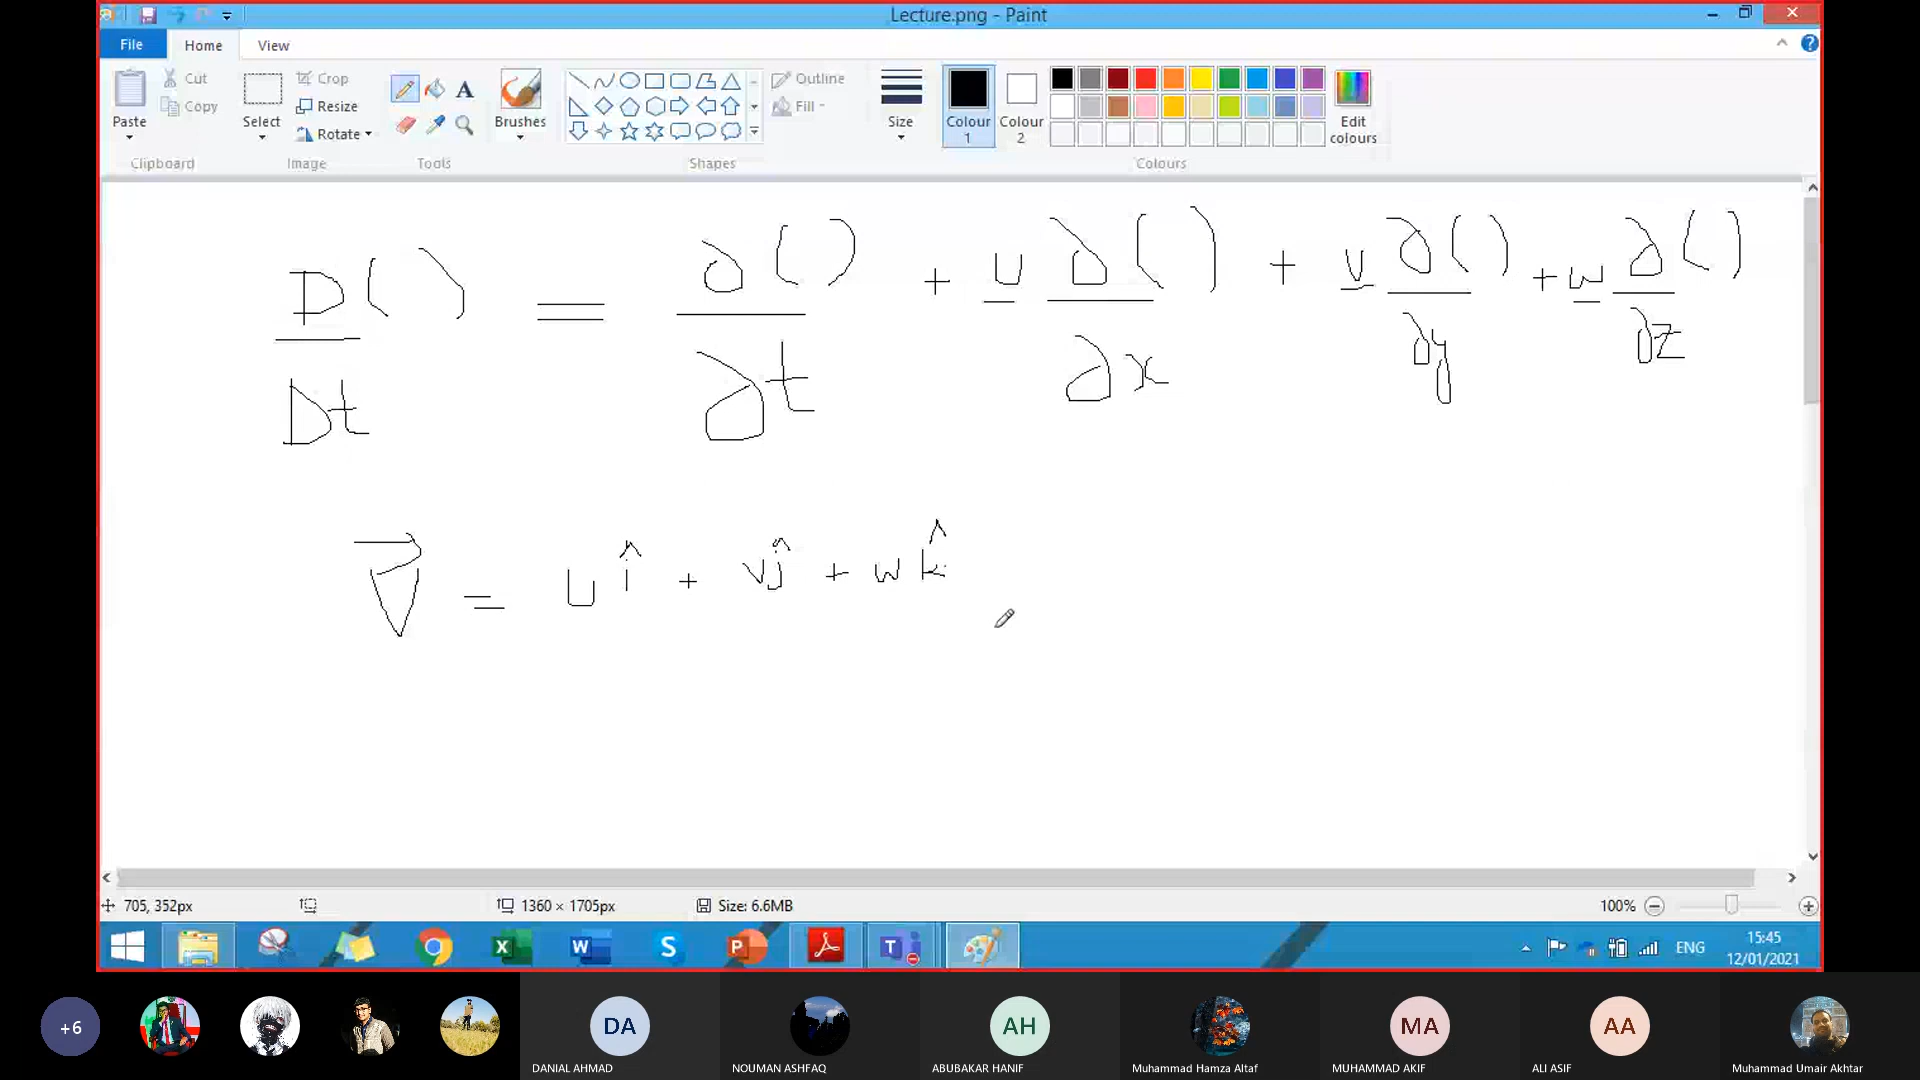 Lecture.png - Paint
File Home View
Paste Cut Copy Select Crop Resize Rotate A Brushes Outline Fill Size Colour 1 Colour 2 Edit colours
Clipboard Image Tools Shapes Colours
D( )/Dt = ∂( )/∂t + u ∂( )/∂x + v ∂( )/∂y + w ∂( )/∂z
V⃗ = u î + v ĵ + w k̂
705, 352px 1360 × 1705px Size: 6.6MB 100%
ENG 15:45
12/01/2021
+6 DA AH MA AA
DANIAL AHMAD NOUMAN ASHFAQ ABUBAKAR HANIF Muhammad Hamza Altaf MUHAMMAD AKIF ALI ASIF Muhammad Umair Akhtar